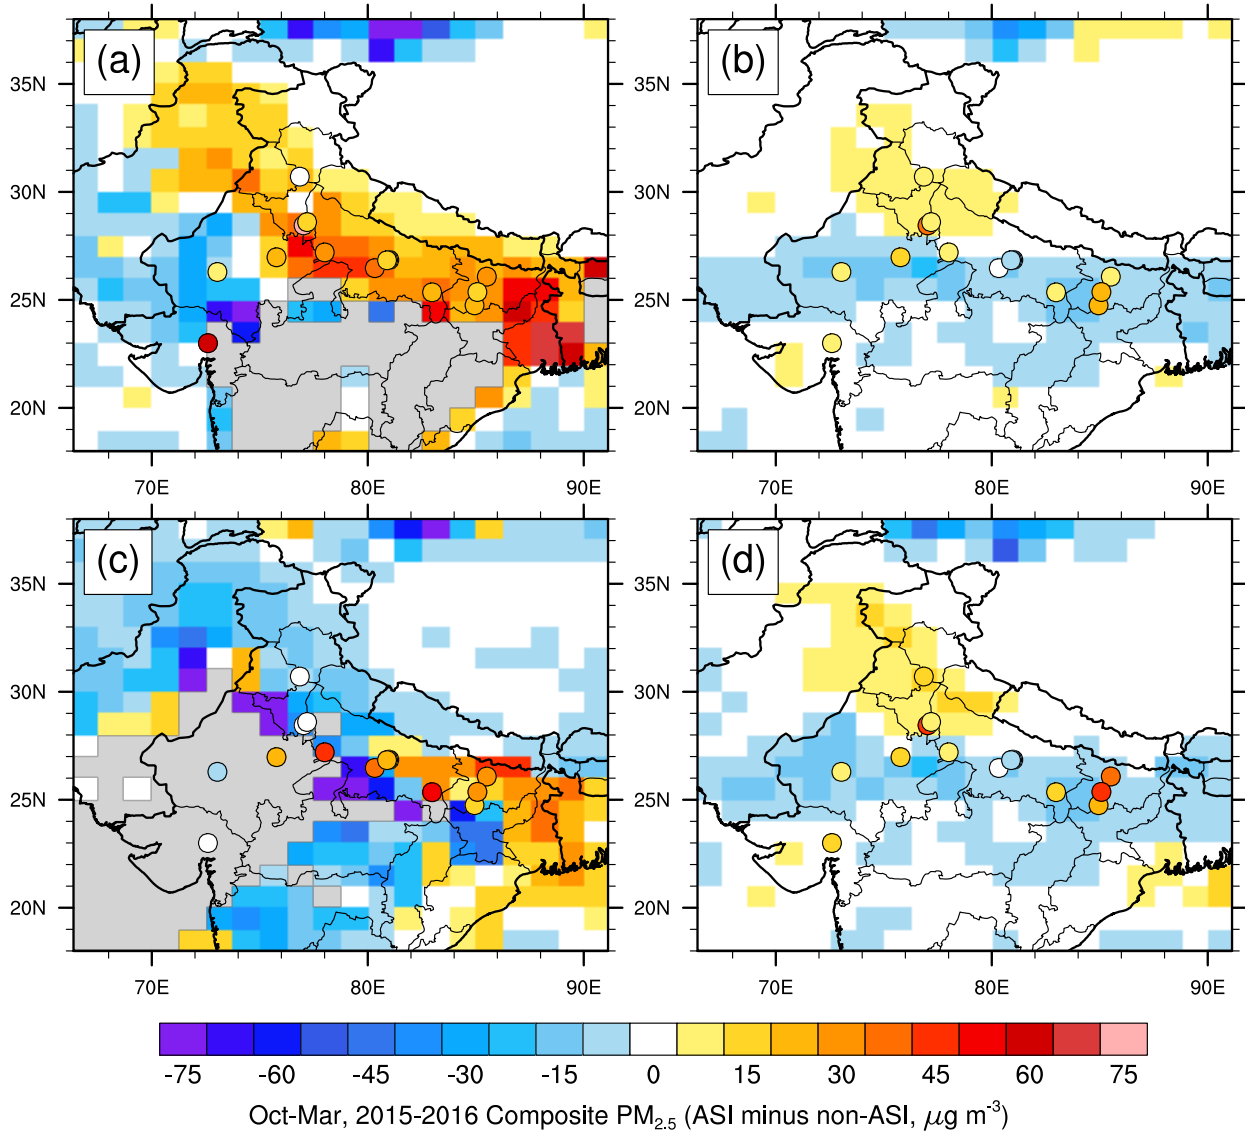 (a)
(b)
35N
30N
25N
20N
35N
30N
25N
20N
70E
80E
90E
70E
80E
90E
(c)
(d)
35N
30N
25N
20N
35N
30N
25N
20N
70E
80E
90E
70E
80E
90E
-75
-60
-45
-30
-15
0
15
30
45
60
75
Oct-Mar, 2015-2016 Composite PM2.5 (ASI minus non-ASI, μg m-3)